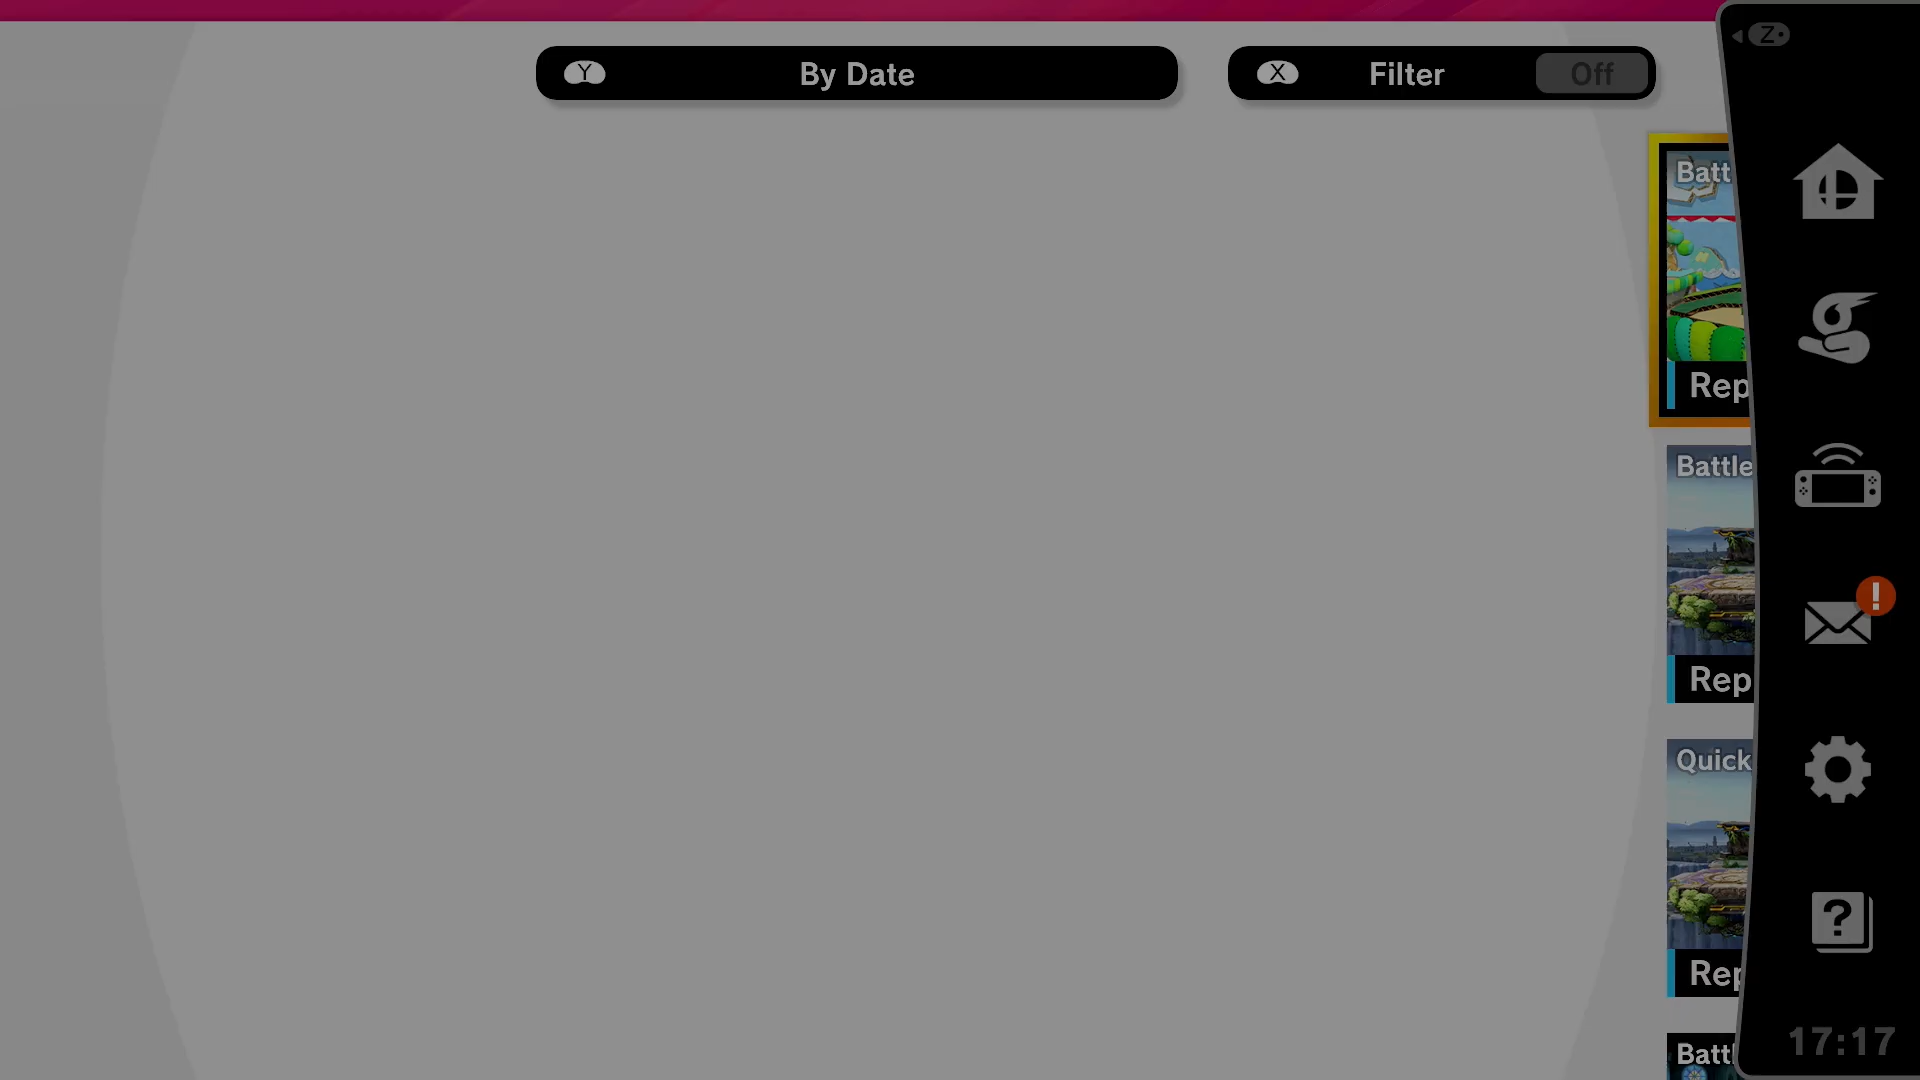 Y By Date
X Filter Off
Z
Batt
Rep
Battle
Rep
Quick
Rep
Battl
!
?
17:17